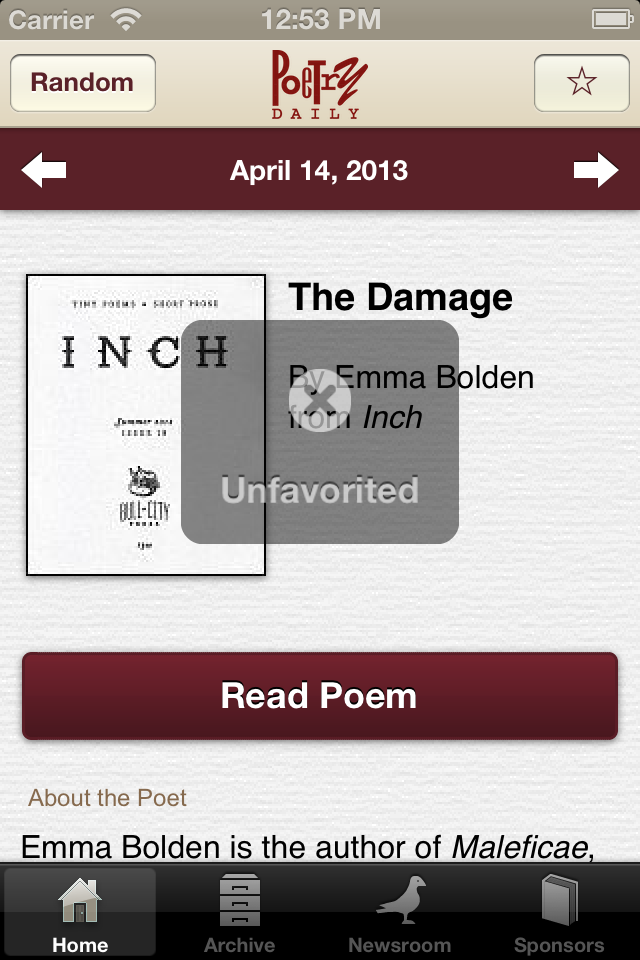 Carrier 12:53 PM
Random
POETRY
DAILY
☆
April 14, 2013
TINY POEMS • SHORT PROSE
INCH
BULL-CITY
The Damage
By Emma Bolden
from Inch
Unfavorited
Read Poem
About the Poet
Emma Bolden is the author of Maleficae,
Home Archive Newsroom Sponsors